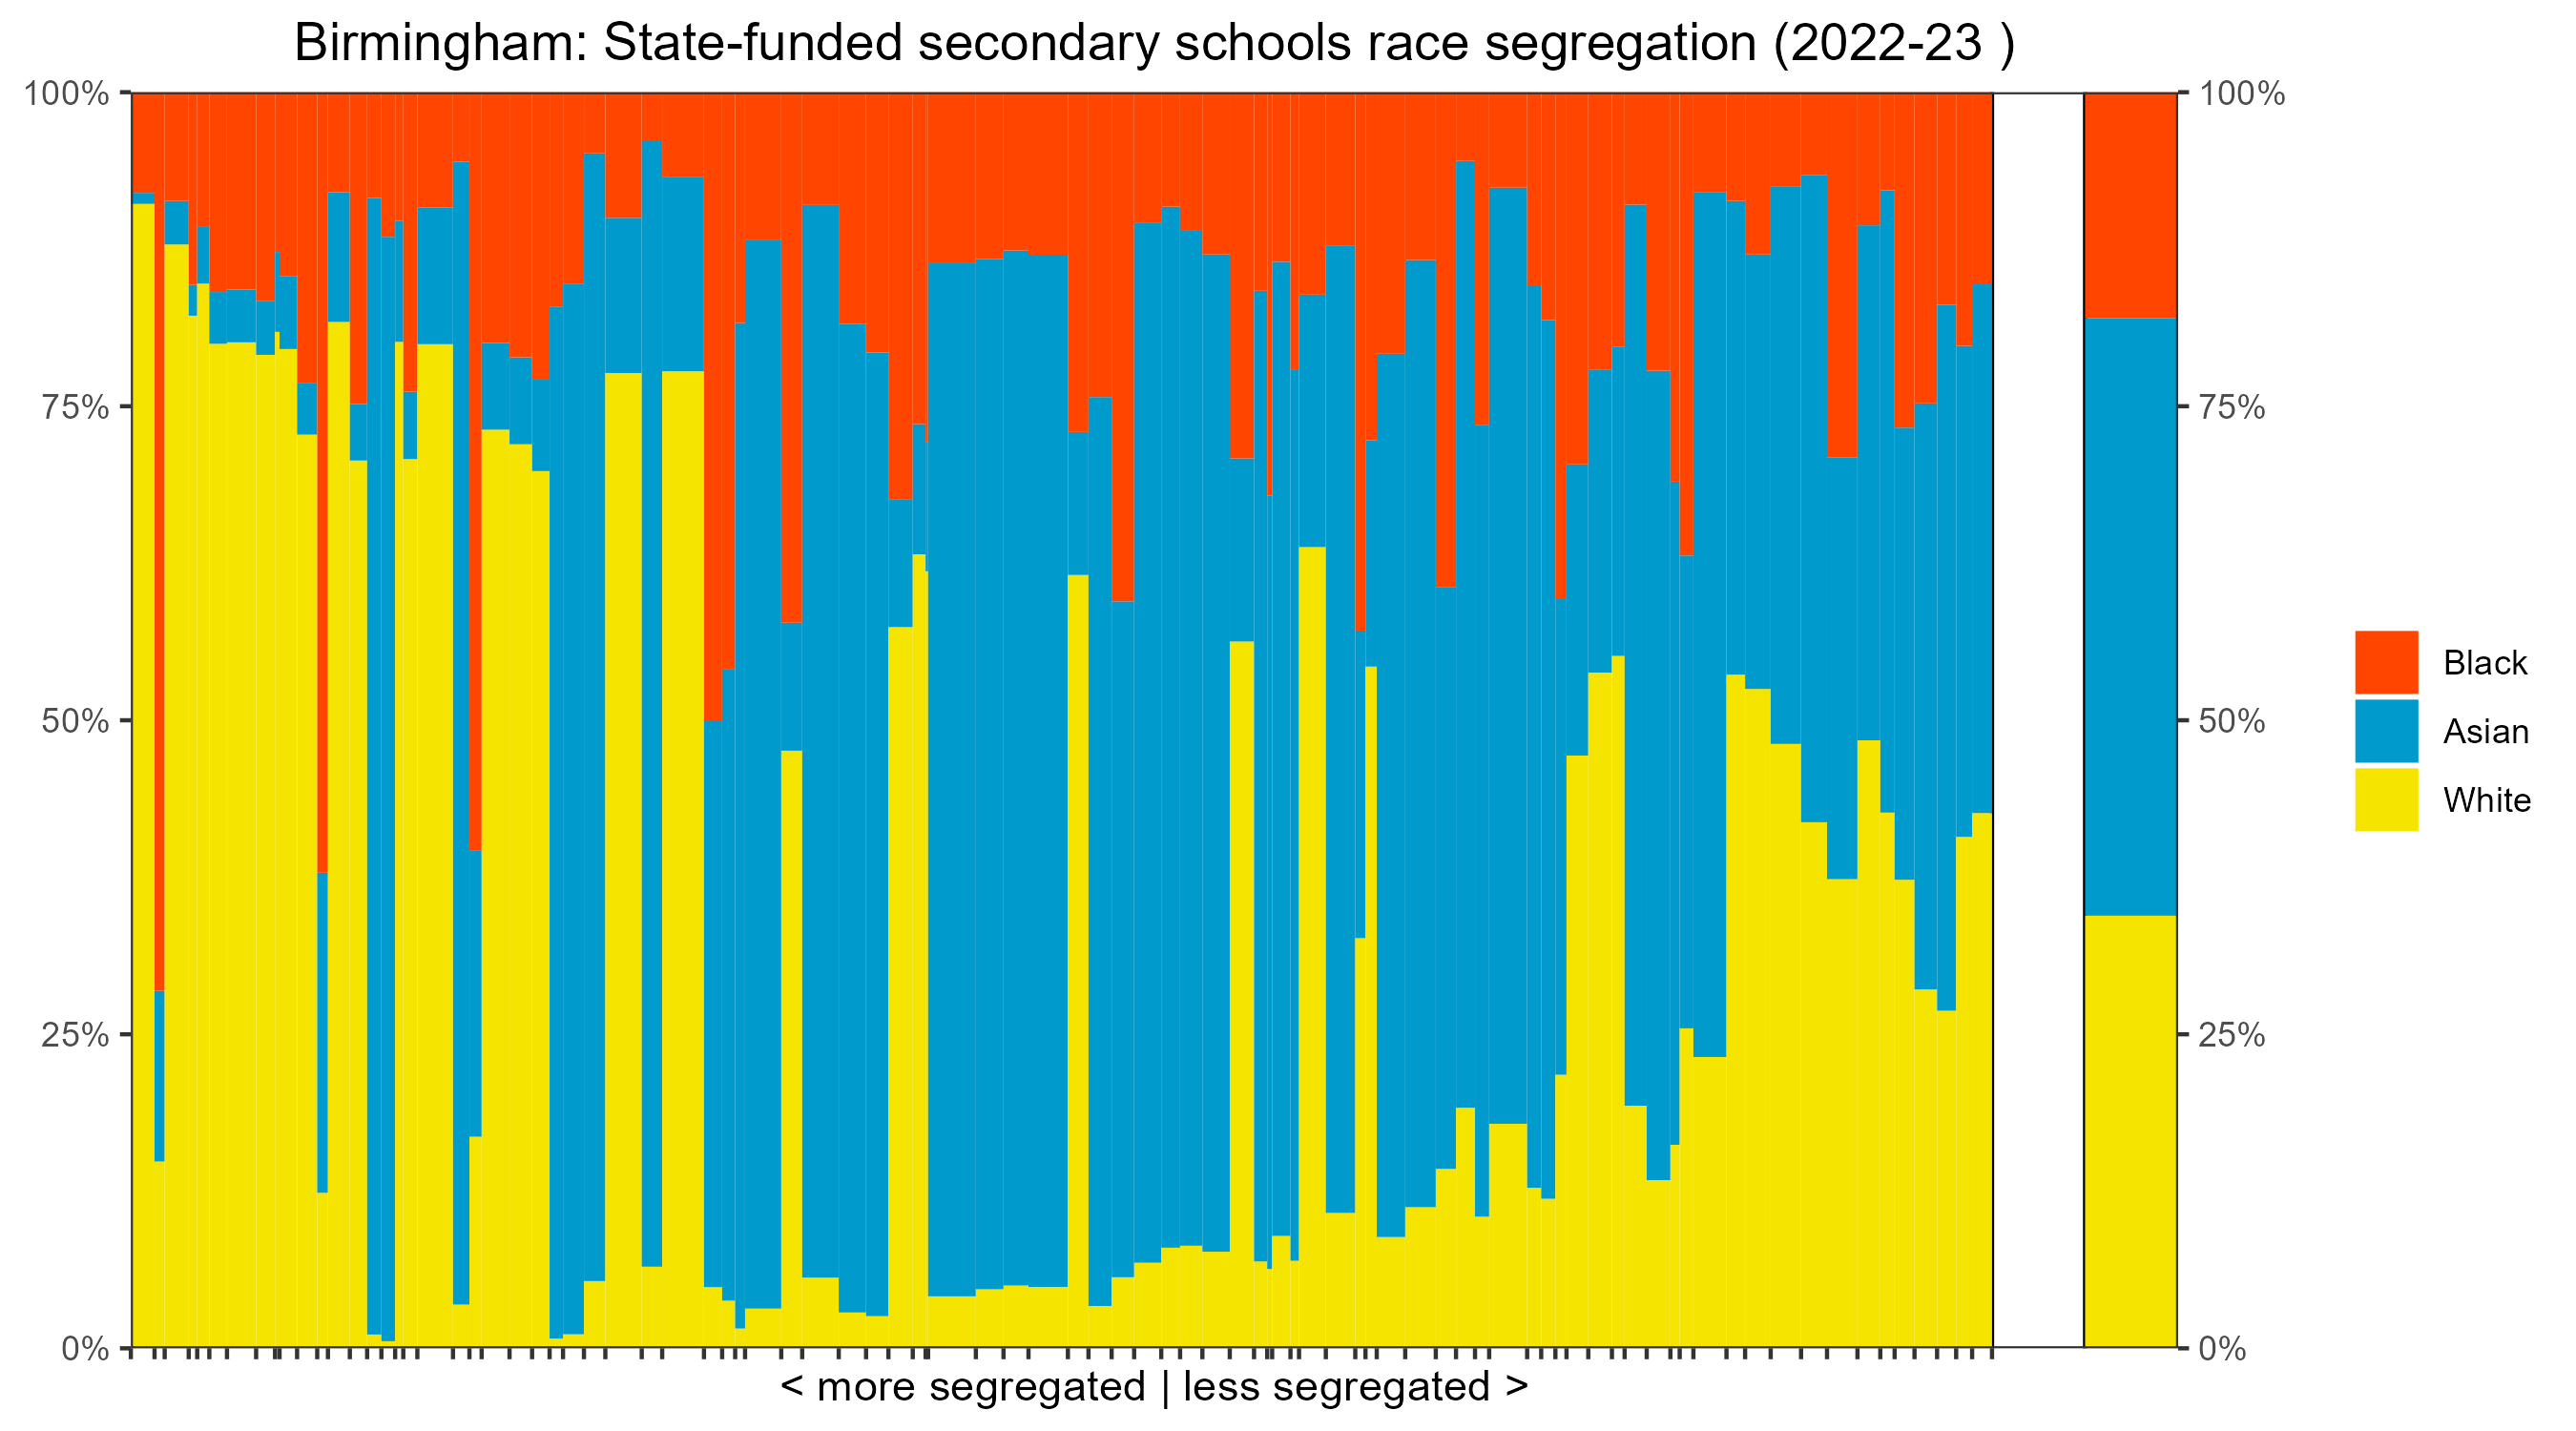 Birmingham: State-funded secondary schools race segregation (2022-23 )
100%
75%
50%
25%
0%
100%
75%
50%
25%
0%
Black
Asian
White
< more segregated | less segregated >